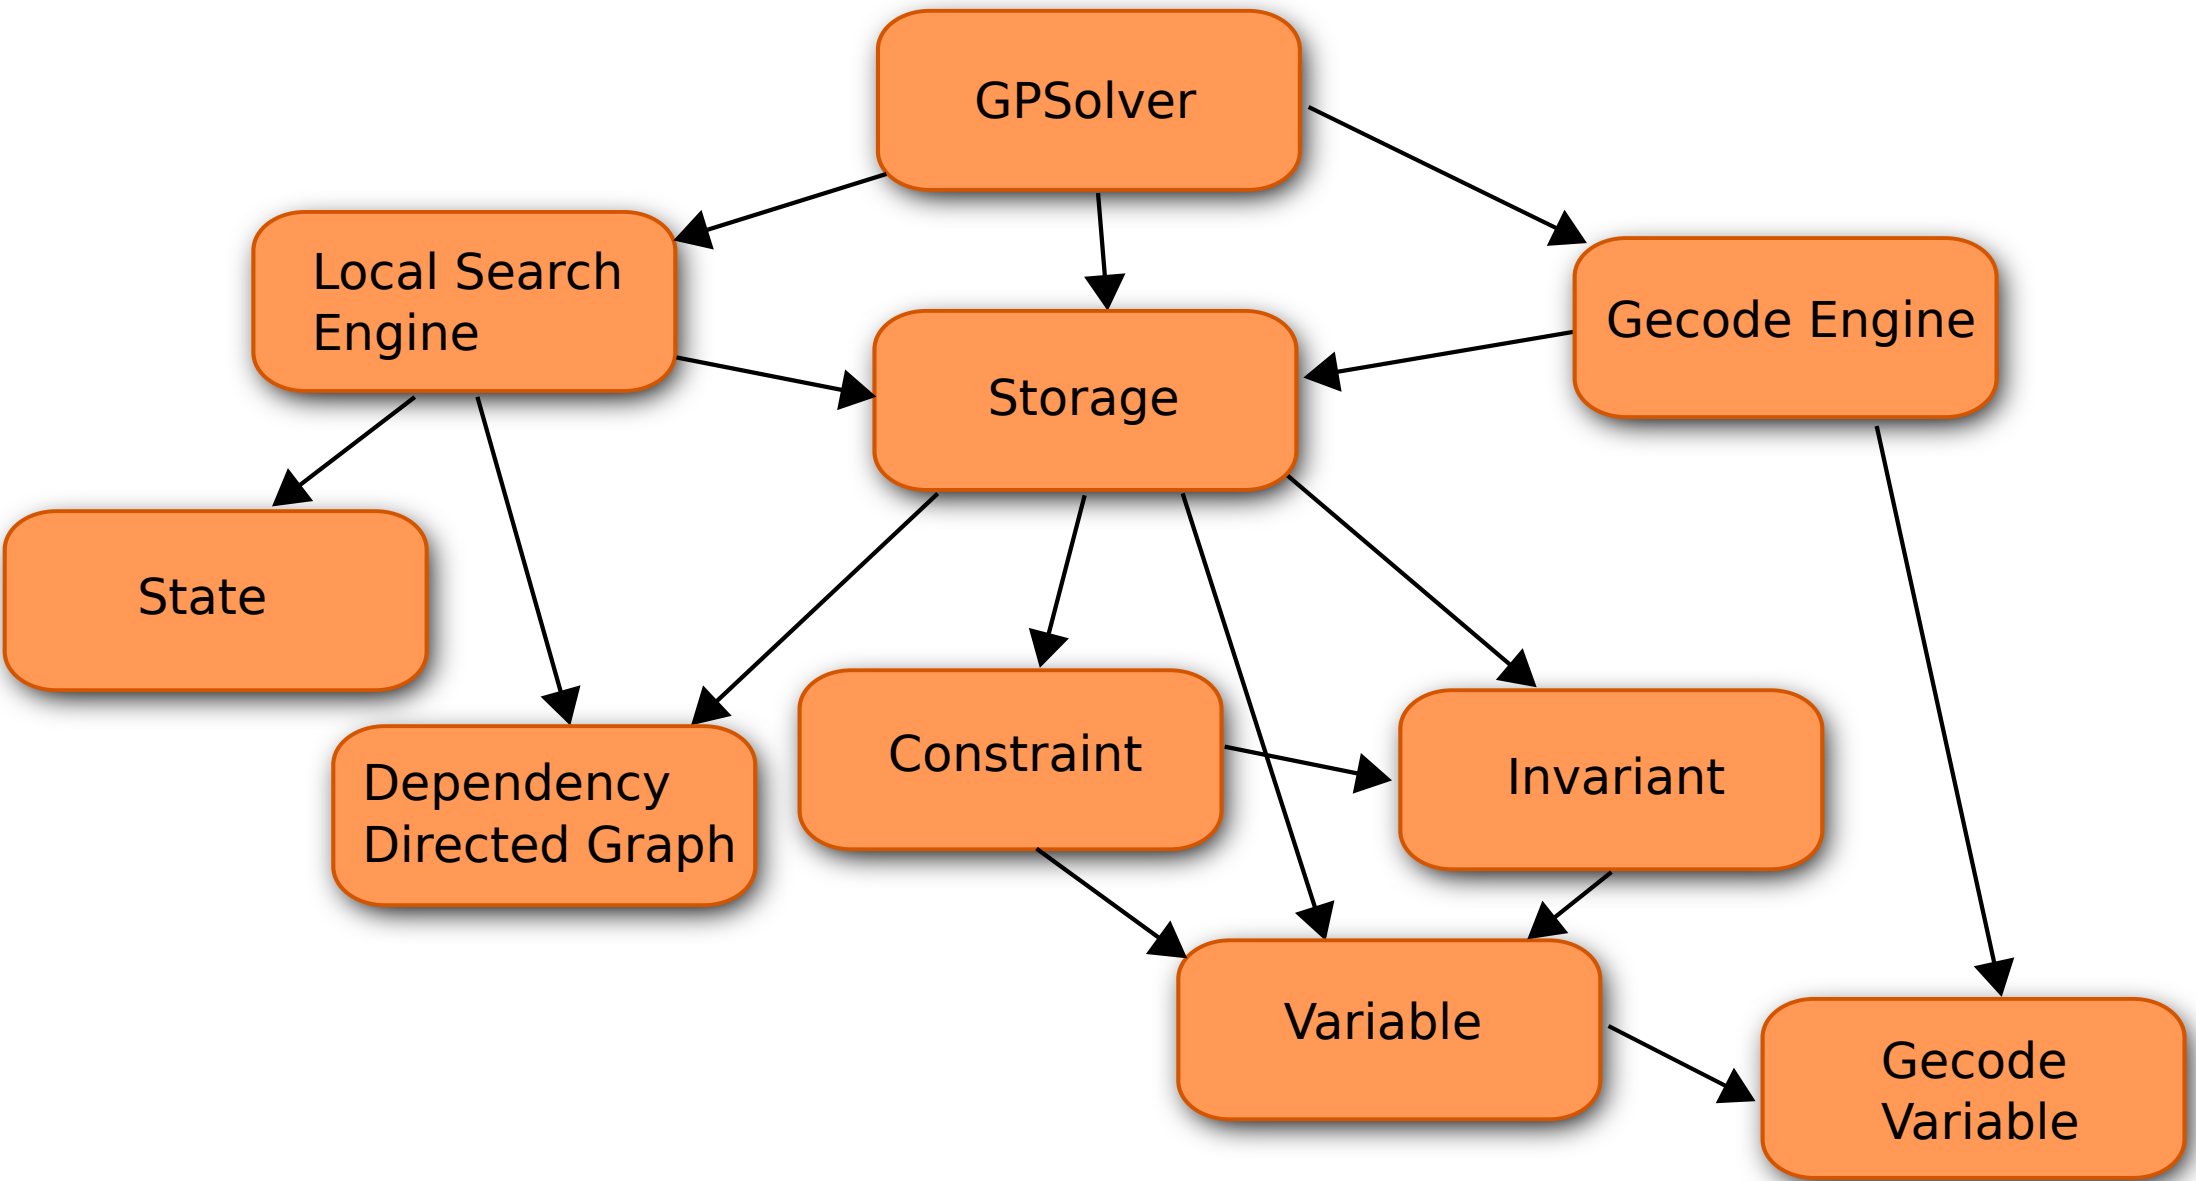 GPSolver
Local Search
Engine
Gecode Engine
Storage
State
Dependency
Directed Graph
Constraint
Invariant
Variable
Gecode
Variable